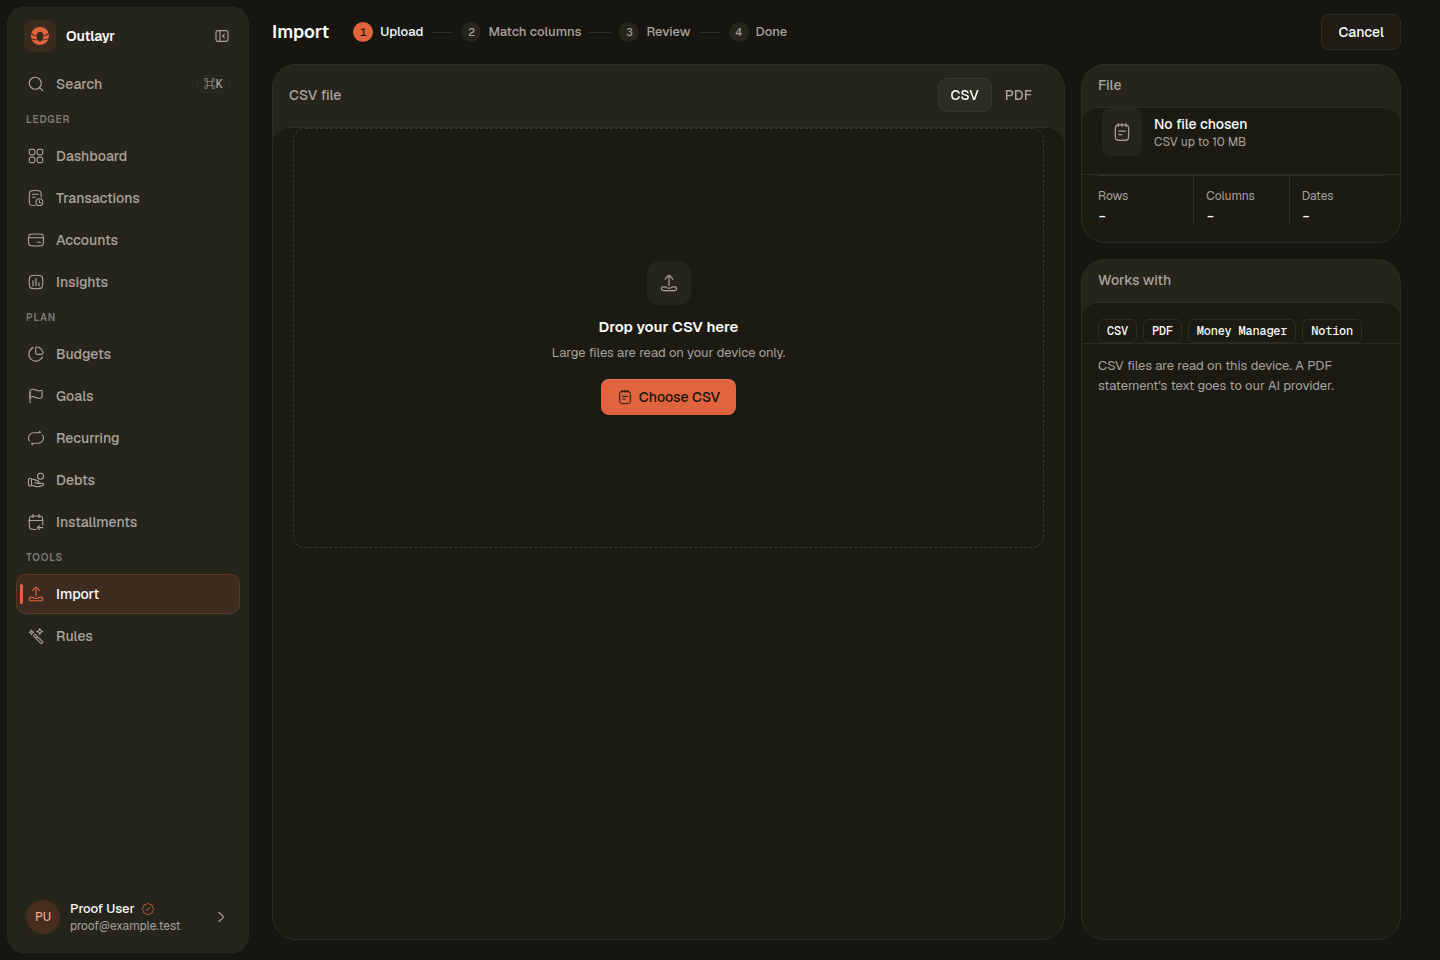 Outlayr
Search ⌘K
LEDGER
Dashboard
Transactions
Accounts
Insights
PLAN
Budgets
Goals
Recurring
Debts
Installments
TOOLS
Import
Rules
PU
Proof User
proof@example.test
Import
1 Upload 2 Match columns 3 Review 4 Done
Cancel
CSV file
CSV PDF
Drop your CSV here
Large files are read on your device only.
Choose CSV
File
No file chosen
CSV up to 10 MB
Rows Columns Dates
– – –
Works with
CSV PDF Money Manager Notion
CSV files are read on this device. A PDF
statement's text goes to our AI provider.